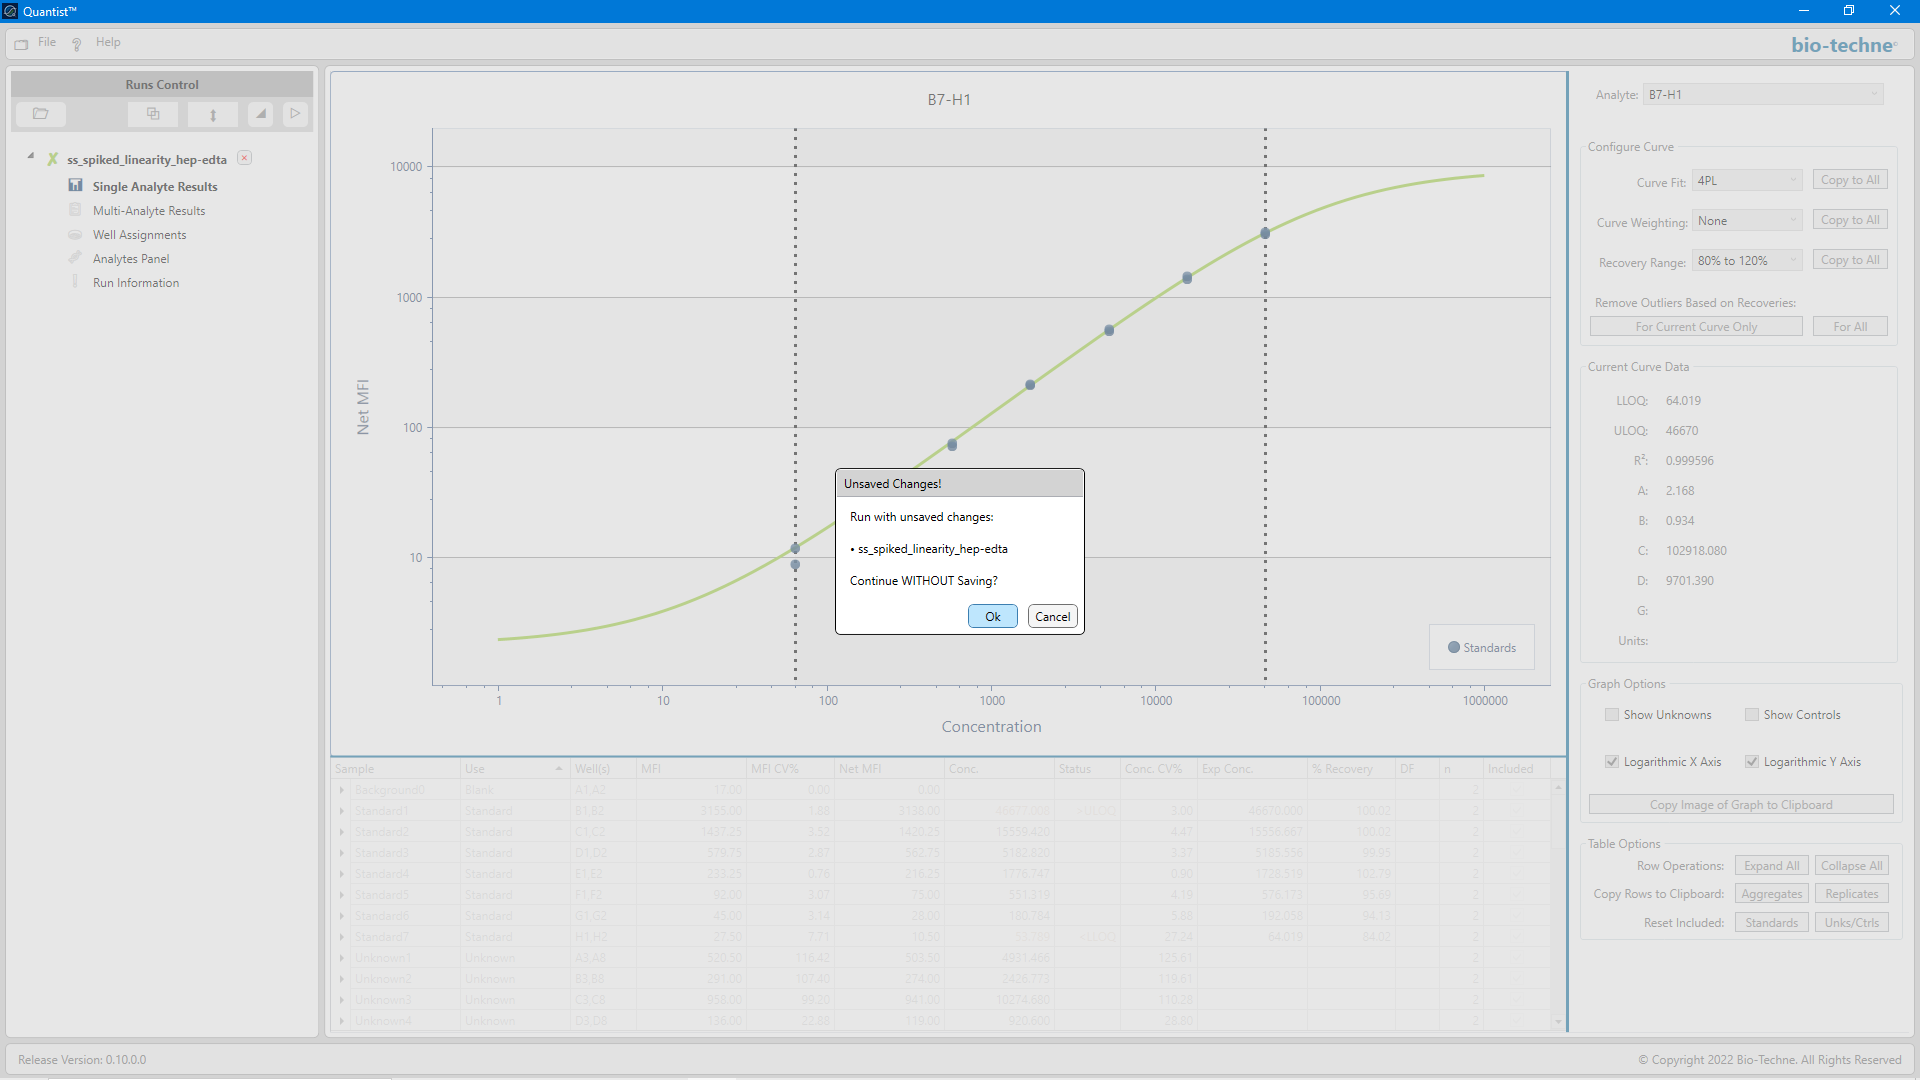 Quantist™
File Help
bio-techne
Runs Control
ss_spiked_linearity_hep-edta
Single Analyte Results
Multi-Analyte Results
Well Assignments
Analytes Panel
Run Information
B7-H1
10000
1000
100
10
Net MFI
1 10 100 1000 10000 100000 1000000
Concentration
Standards
Unsaved Changes!
Run with unsaved changes:
• ss_spiked_linearity_hep-edta
Continue WITHOUT Saving?
Ok Cancel
Analyte: B7-H1
Configure Curve
Curve Fit: 4PL Copy to All
Curve Weighting: None Copy to All
Recovery Range: 80% to 120% Copy to All
Remove Outliers Based on Recoveries:
For Current Curve Only For All
Current Curve Data
LLOQ: 64.019
ULOQ: 46670
R²: 0.999596
A: 2.168
B: 0.934
C: 102918.080
D: 9701.390
G:
Units:
Graph Options
Show Unknowns Show Controls
Logarithmic X Axis Logarithmic Y Axis
Copy Image of Graph to Clipboard
Table Options
Row Operations: Expand All Collapse All
Copy Rows to Clipboard: Aggregates Replicates
Reset Included: Standards Unks/Ctrls
Sample Use Well(s) MFI MFI CV% Net MFI Conc. Status Conc. CV% Exp Conc. % Recovery DF n Included
Background0 Blank A1,A2 17.00 0.00 0.00 2
Standard1 Standard B1,B2 3155.00 1.88 3138.00 46677.000 >ULOQ 3.00 46670.000 100.02 2
Standard2 Standard C1,C2 1437.25 3.52 1420.25 15559.420 4.47 15556.667 100.02 2
Standard3 Standard D1,D2 579.75 2.87 562.75 5182.620 3.37 5185.556 99.95 2
Standard4 Standard E1,E2 233.25 0.76 216.25 1776.747 0.90 1728.519 102.79 2
Standard5 Standard F1,F2 92.00 3.07 75.00 551.319 4.19 576.173 95.69 2
Standard6 Standard G1,G2 45.00 3.14 28.00 180.784 5.88 192.058 94.13 2
Standard7 Standard H1,H2 27.50 7.71 10.50 <LLOQ 27.24 64.019 84.02 2
Unknown1 Unknown A3,A8 520.50 116.42 503.50 4931.466 125.61 2
Unknown2 Unknown B3,B8 291.00 107.40 274.00 2426.773 119.61 2
Unknown3 Unknown C3,C8 958.00 99.20 941.00 10274.680 110.28 2
Unknown4 Unknown D3,D8 136.00 22.88 119.00 920.600 28.80 2
Release Version: 0.10.0.0
© Copyright 2022 Bio-Techne. All Rights Reserved